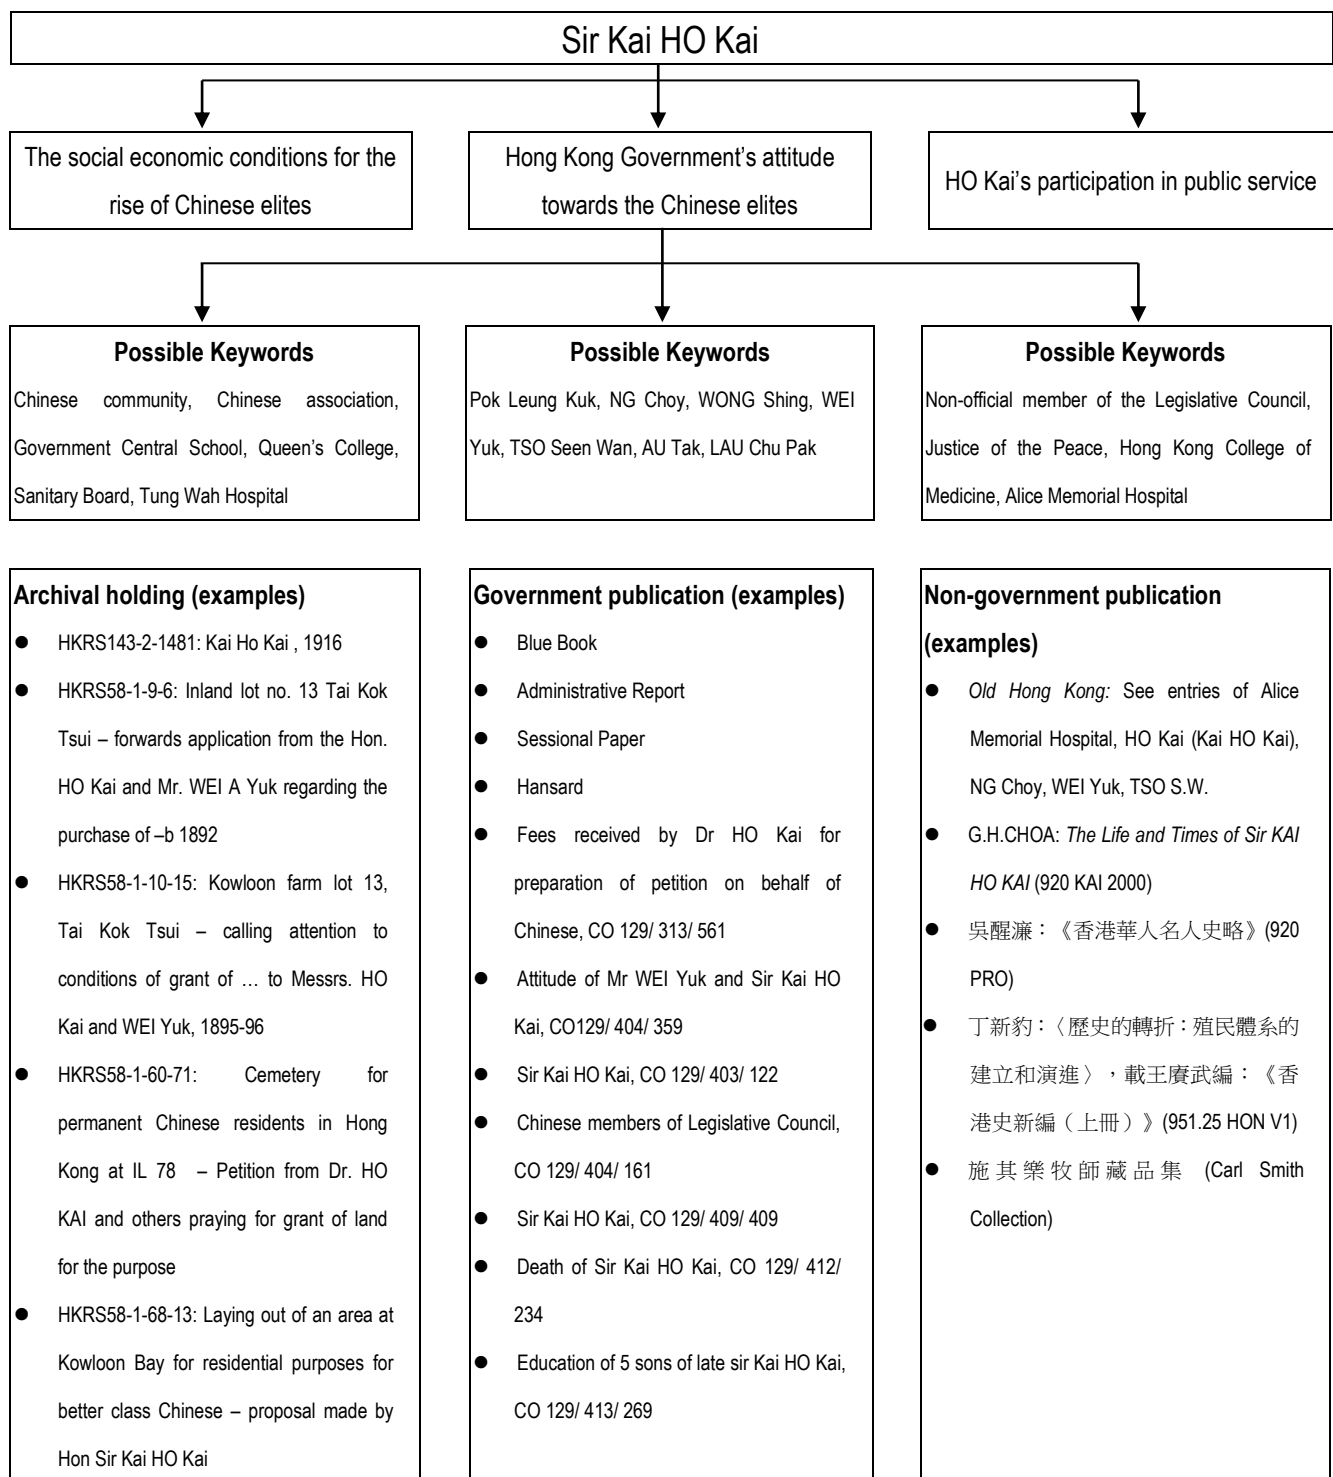 Sir Kai HO Kai
The social economic conditions for the
rise of Chinese elites
Hong Kong Government’s attitude
towards the Chinese elites
HO Kai’s participation in public service
Possible Keywords
Chinese community, Chinese association,
Government Central School, Queen’s College,
Sanitary Board, Tung Wah Hospital
Possible Keywords
Pok Leung Kuk, NG Choy, WONG Shing, WEI
Yuk, TSO Seen Wan, AU Tak, LAU Chu Pak
Possible Keywords
Non-official member of the Legislative Council,
Justice of the Peace, Hong Kong College of
Medicine, Alice Memorial Hospital
Archival holding (examples)
● HKRS143-2-1481: Kai Ho Kai , 1916
● HKRS58-1-9-6: Inland lot no. 13 Tai Kok
Tsui – forwards application from the Hon.
HO Kai and Mr. WEI A Yuk regarding the
purchase of –b 1892
● HKRS58-1-10-15: Kowloon farm lot 13,
Tai Kok Tsui – calling attention to
conditions of grant of … to Messrs. HO
Kai and WEI Yuk, 1895-96
● HKRS58-1-60-71: Cemetery for
permanent Chinese residents in Hong
Kong at IL 78 – Petition from Dr. HO
KAI and others praying for grant of land
for the purpose
● HKRS58-1-68-13: Laying out of an area at
Kowloon Bay for residential purposes for
better class Chinese – proposal made by
Hon Sir Kai HO Kai
Government publication (examples)
● Blue Book
● Administrative Report
● Sessional Paper
● Hansard
● Fees received by Dr HO Kai for
preparation of petition on behalf of
Chinese, CO 129/ 313/ 561
● Attitude of Mr WEI Yuk and Sir Kai HO
Kai, CO129/ 404/ 359
● Sir Kai HO Kai, CO 129/ 403/ 122
● Chinese members of Legislative Council,
CO 129/ 404/ 161
● Sir Kai HO Kai, CO 129/ 409/ 409
● Death of Sir Kai HO Kai, CO 129/ 412/
234
● Education of 5 sons of late sir Kai HO Kai,
CO 129/ 413/ 269
Non-government publication
(examples)
● Old Hong Kong: See entries of Alice
Memorial Hospital, HO Kai (Kai HO Kai),
NG Choy, WEI Yuk, TSO S.W.
● G.H.CHOA: The Life and Times of Sir KAI
HO KAI (920 KAI 2000)
● 吳醒濂：《香港華人名人史略》(920
PRO)
● 丁新豹：〈歷史的轉折：殖民體系的
建立和演進〉，載王賡武編：《香
港史新編（上冊）》(951.25 HON V1)
● 施其樂牧師藏品集 (Carl Smith
Collection)